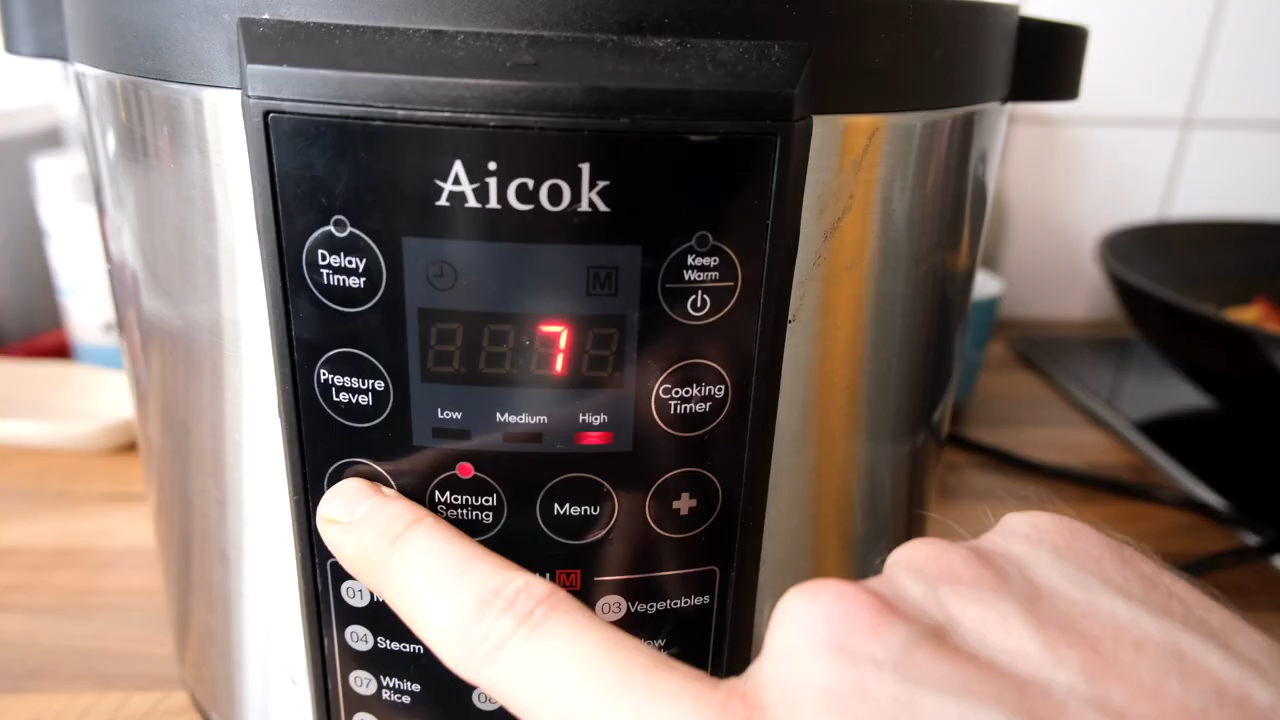 Aicok
Delay
Timer
M
Keep
Warm
7
Pressure
Level
Cooking
Timer
Low
Medium
High
Manual
Setting
Menu
M
01
03 Vegetables
04 Steam
07 White
Rice